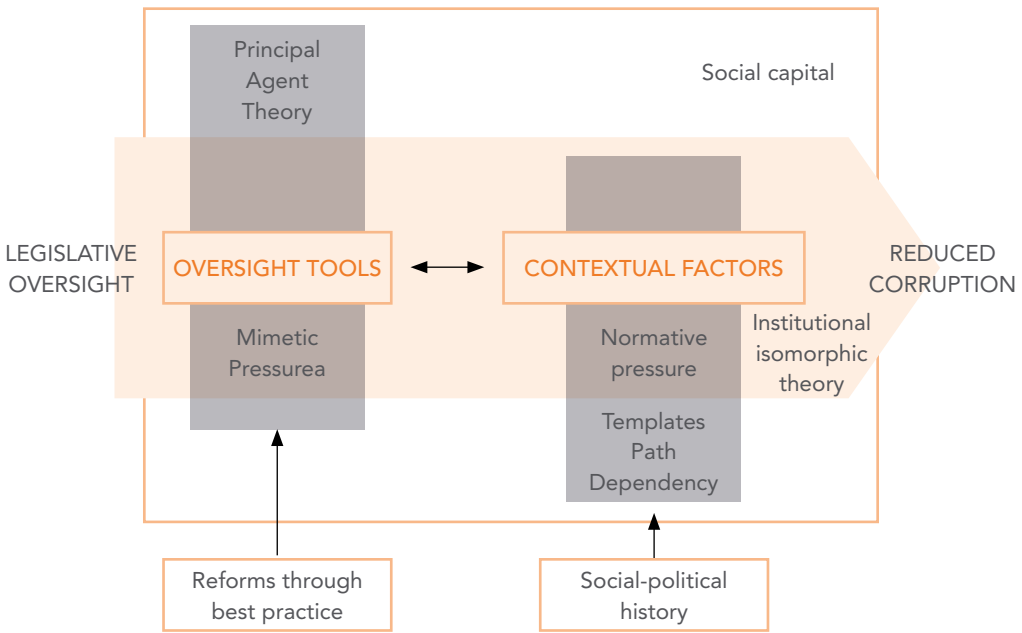 Principal
Agent
Theory
Social capital
LEGISLATIVE
OVERSIGHT
OVERSIGHT TOOLS
CONTEXTUAL FACTORS
REDUCED
CORRUPTION
Mimetic
Pressurea
Normative
pressure
Institutional
isomorphic
theory
Templates
Path
Dependency
Reforms through
best practice
Social-political
history